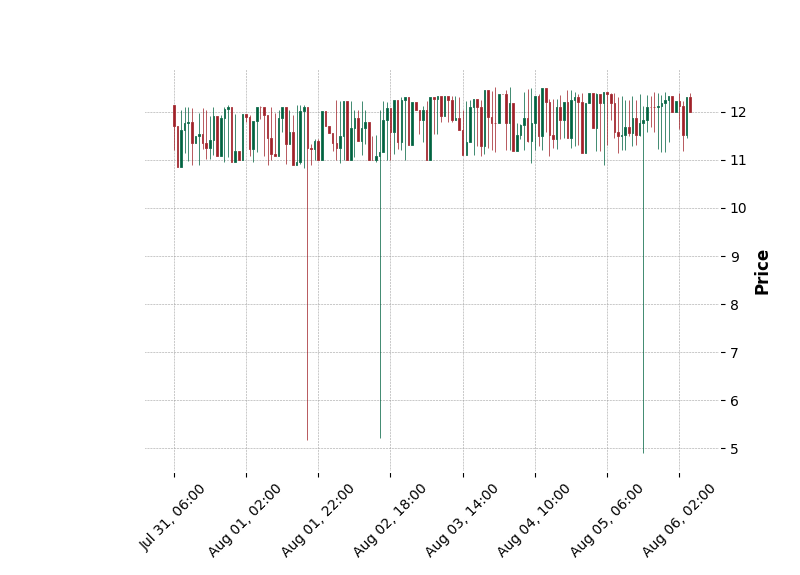 12
11
10
9
8
7
6
5
Price
Jul 31, 06:00
Aug 01, 02:00
Aug 01, 22:00
Aug 02, 18:00
Aug 03, 14:00
Aug 04, 10:00
Aug 05, 06:00
Aug 06, 02:00